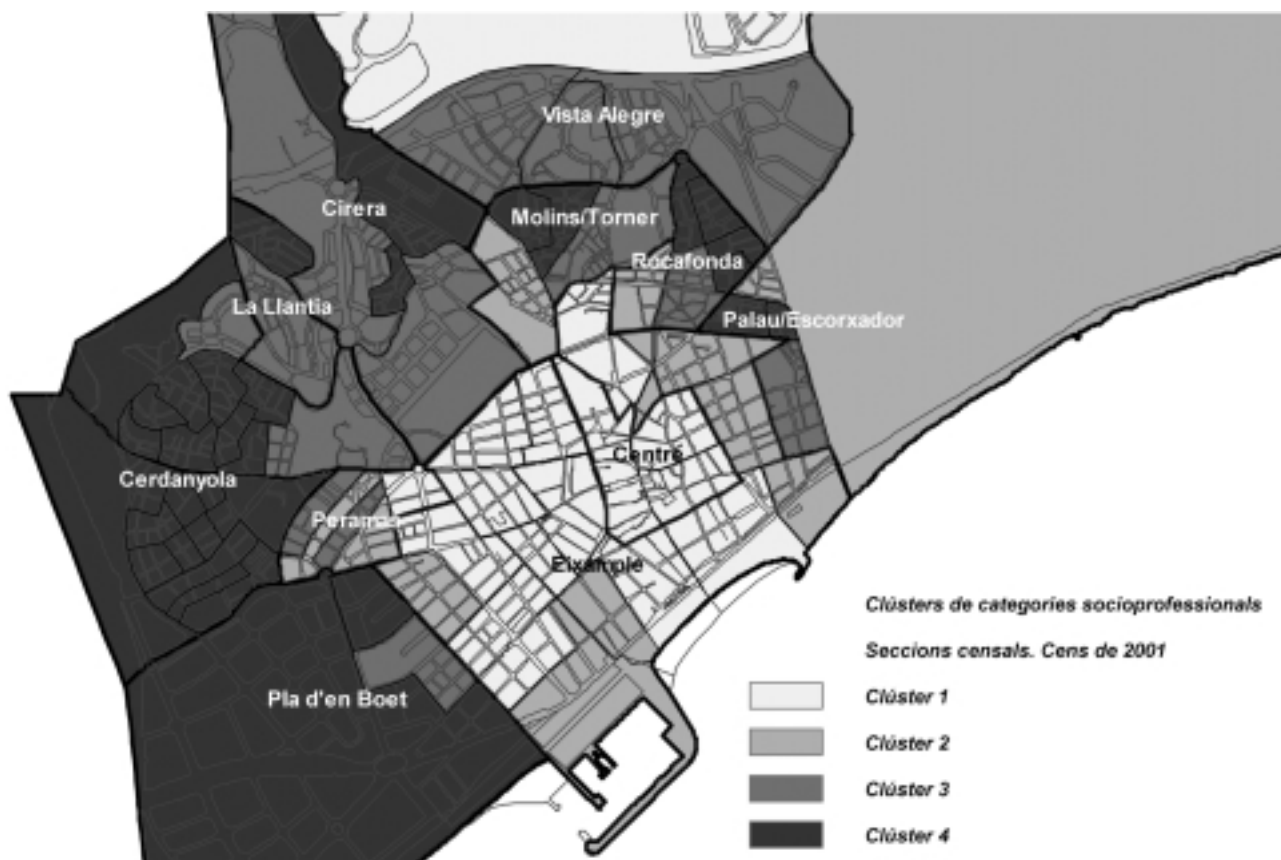 Vista Alegre
Cirera
Molins/Torner
Rocafonda
La Llantia
Palau/Escorxador
Centre
Cerdanyola
Peramas
Eixample
Pla d'en Boet
Clústers de categories socioprofessionals
Seccions censals. Cens de 2001
Clúster 1
Clúster 2
Clúster 3
Clúster 4